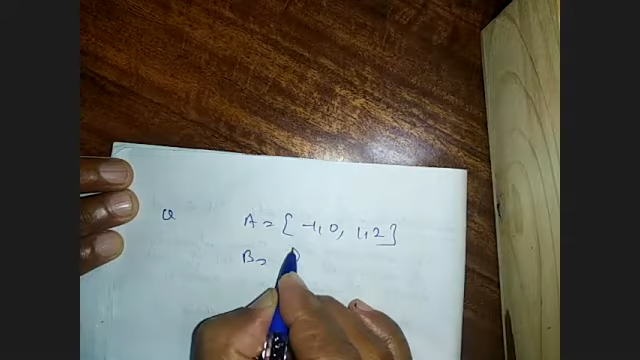 Q A = { -1, 0, 1, 2 }
B =